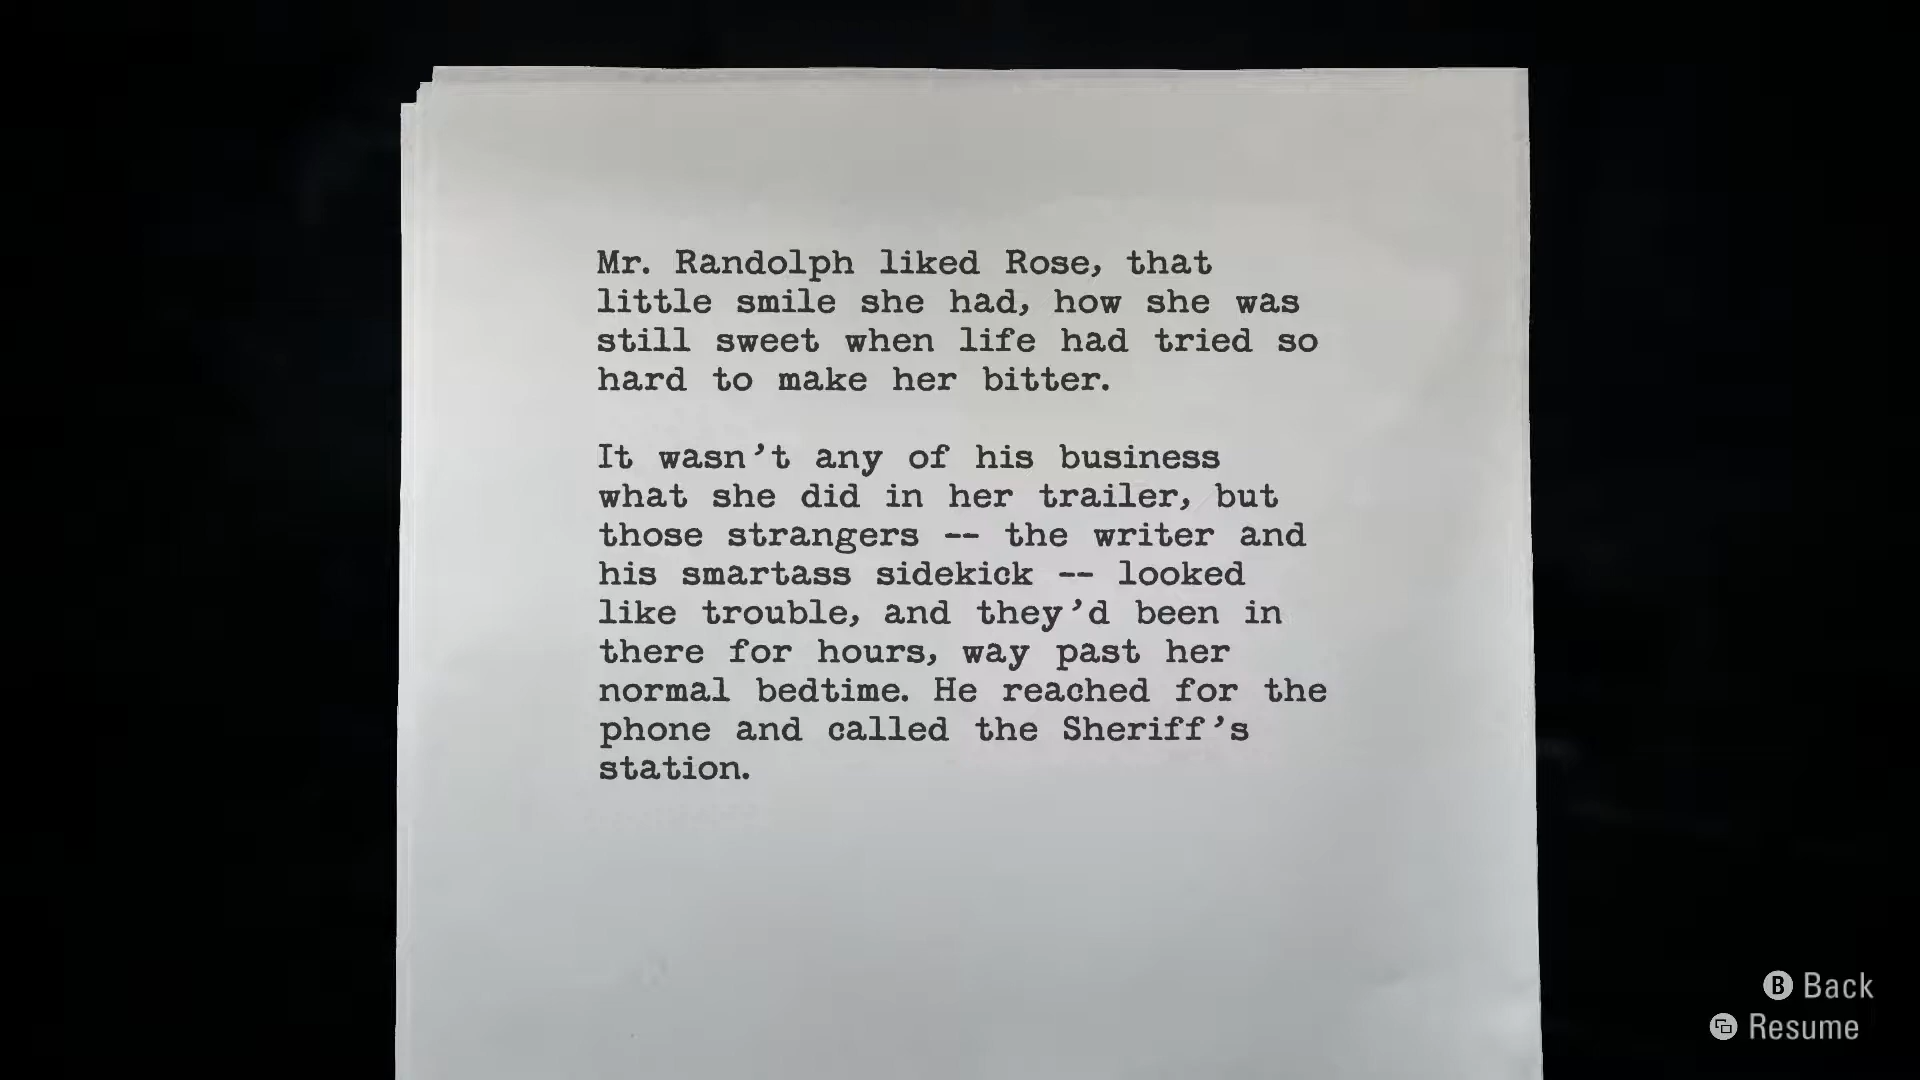 Mr. Randolph liked Rose, that
little smile she had, how she was
still sweet when life had tried so
hard to make her bitter.
It wasn't any of his business
what she did in her trailer, but
those strangers -- the writer and
his smartass sidekick -- looked
like trouble, and they'd been in
there for hours, way past her
normal bedtime. He reached for the
phone and called the Sheriff's
station.
B Back
Resume